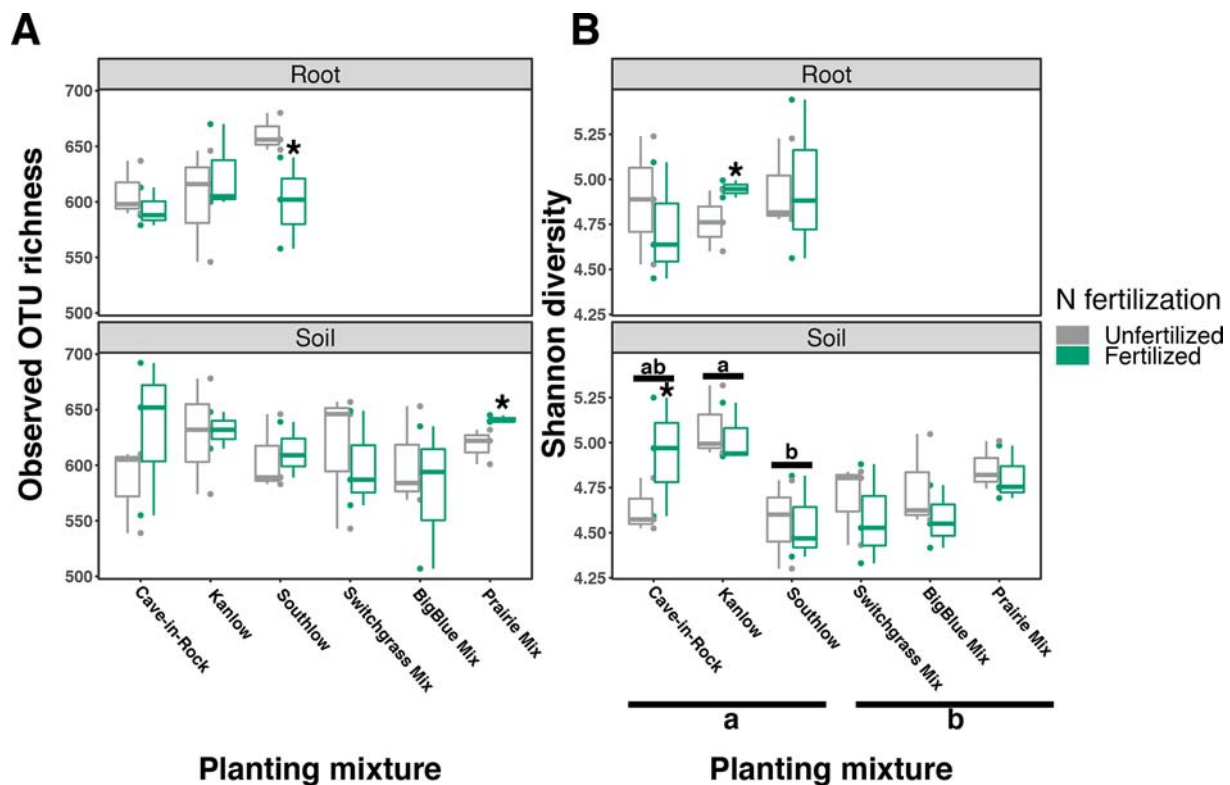 A
Root
700
650
600
550
500
Soil
700
650
600
550
500
Observed OTU richness
*
*
Cave-in-Rock
Kanlow
Southlow
Switchgrass Mix
BigBlue Mix
Prairie Mix
Planting mixture
B
Root
5.25
5.00
4.75
4.50
4.25
*
Soil
5.25
5.00
4.75
4.50
4.25
Shannon diversity
ab
*
a
b
Cave-in-Rock
Kanlow
Southlow
Switchgrass Mix
BigBlue Mix
Prairie Mix
a
b
Planting mixture
N fertilization
Unfertilized
Fertilized